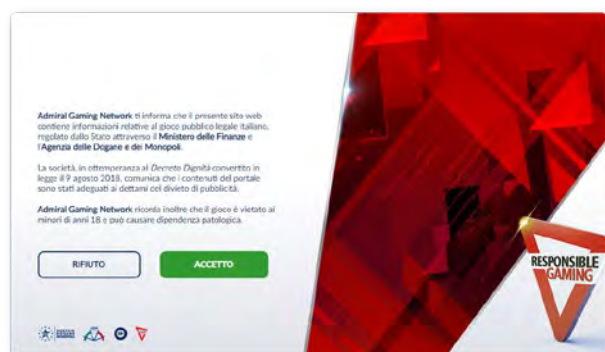 Admiral Gaming Network ti informa che il presente sito web
contiene informazioni relative al gioco pubblico legale italiano,
regolato dallo Stato attraverso il Ministero delle Finanze e
l'Agenzia delle Dogane e dei Monopoli.
La società, in ottemperanza al Decreto Dignità convertito in
legge il 9 agosto 2018, comunica che i contenuti del portale
sono stati adeguati ai dettami del divieto di pubblicità.
Admiral Gaming Network ricorda inoltre che il gioco è vietato ai
minori di anni 18 e può causare dipendenza patologica.
RIFIUTO
ACCETTO
RESPONSIBLE
GAMING